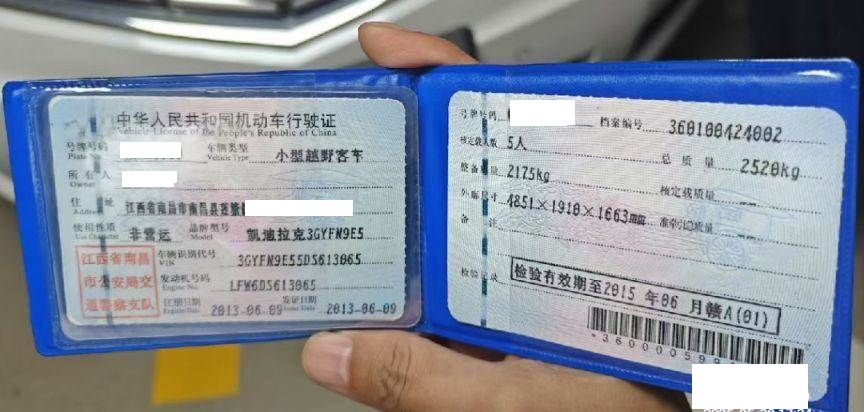 中华人民共和国机动车行驶证
Vehicle License of the People's Republic of China
号牌号码
Plate No.
车辆类型
Vehicle Type
小型越野客车
所有人
Owner
住址
Address
江西省南昌市南昌县莲
使用性质
Use Character
非营运
品牌型号
Model
凯迪拉克3GYFN9E5
江西省南昌
市公安局交
通警察支队
车辆识别代号
VIN
3GYFN9E55DS613065
发动机号码
Engine No.
LFW6DS613065
注册日期
Register Date
2013-06-09
发证日期
Issue Date
2013-06-09
号牌号码
档案编号
360100424002
核定载人数
5人
总质量
2520kg
整备质量
2175kg
核定载质量
外廓尺寸
4851×1910×1663mm
准牵引质量
备注
检验记录
检验有效期至2015 年06 月赣A(01)